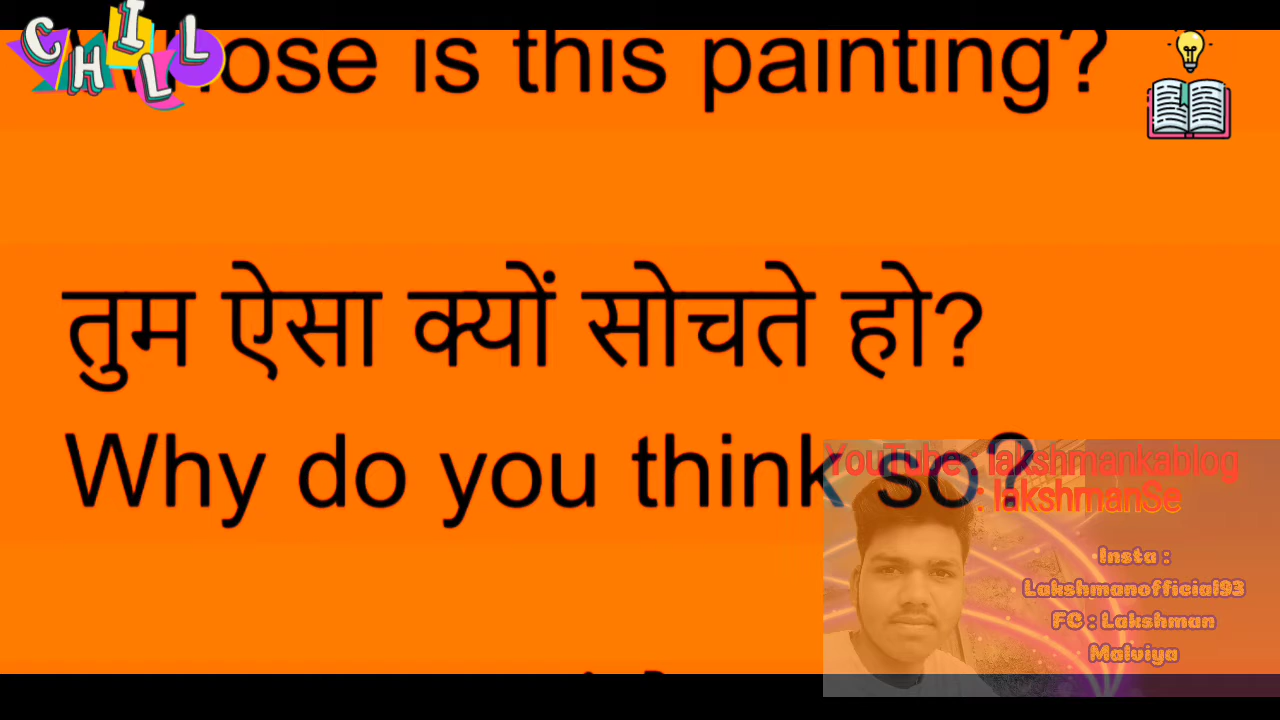 CHILL
Whose is this painting?
तुम ऐसा क्यों सोचते हो?
Why do you think so?
YouTube : lakshmankablog
: lakshmanSe
Insta :
Lakshmanofficial93
FC : Lakshman
Malviya